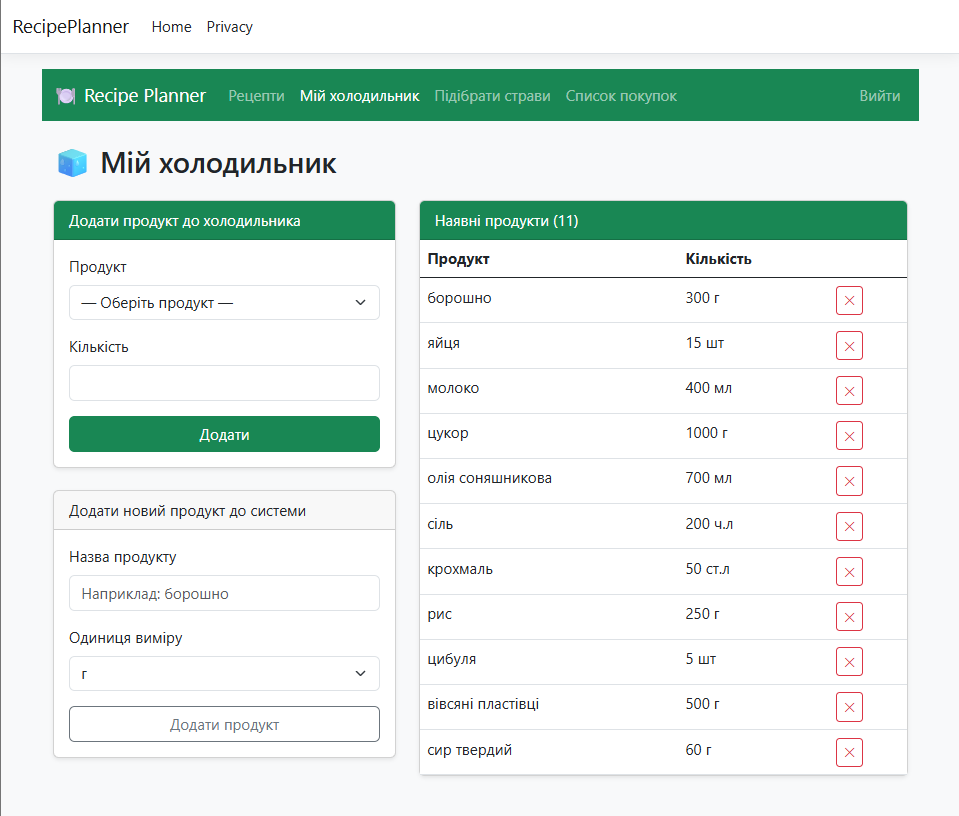 RecipePlanner Home Privacy
Recipe Planner Рецепти Мій холодильник Підібрати страви Список покупок Вийти
Мій холодильник
Додати продукт до холодильника
Продукт
— Оберіть продукт —
Кількість
Додати
Додати новий продукт до системи
Назва продукту
Наприклад: борошно
Одиниця виміру
г
Додати продукт
Наявні продукти (11)
Продукт Кількість
борошно 300 г
яйця 15 шт
молоко 400 мл
цукор 1000 г
олія соняшникова 700 мл
сіль 200 ч.л
крохмаль 50 ст.л
рис 250 г
цибуля 5 шт
вівсяні пластівці 500 г
сир твердий 60 г